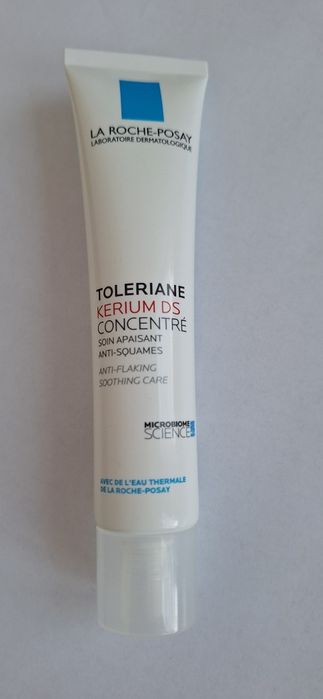 LA ROCHE-POSAY
LABORATOIRE DERMATOLOGIQUE
TOLERIANE
KERIUM DS
CONCENTRÉ
SOIN APAISANT
ANTI-SQUAMES
ANTI-FLAKING
SOOTHING CARE
MICROBIOME
SCIENCE
AVEC DE L'EAU THERMALE
DE LA ROCHE-POSAY